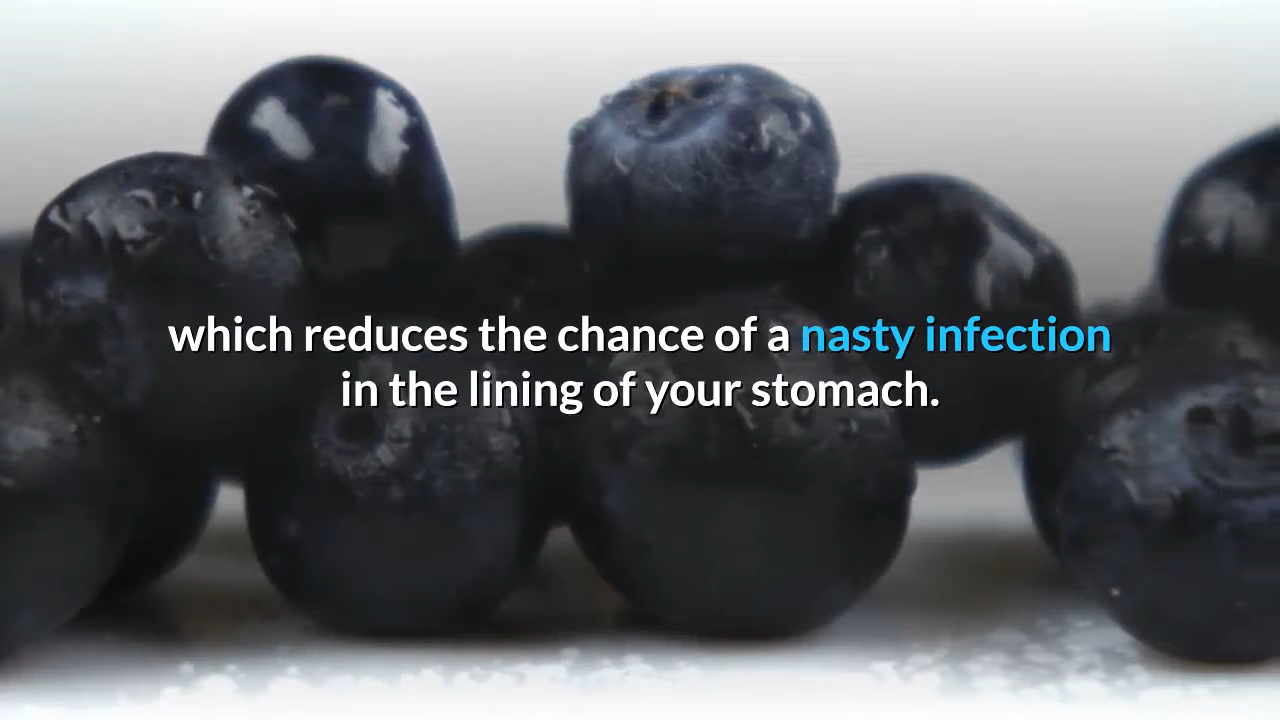 which reduces the chance of a nasty infection
in the lining of your stomach.